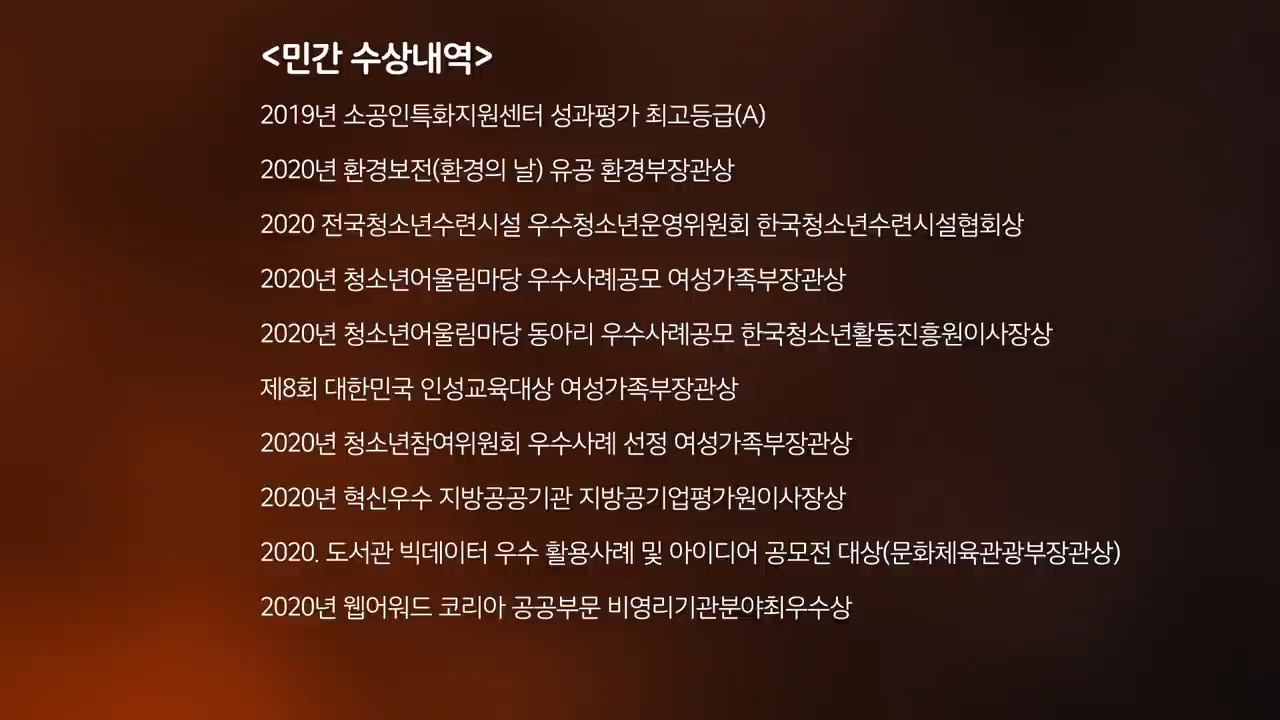 <민간 수상내역>
2019년 소공인특화지원센터 성과평가 최고등급(A)
2020년 환경보전(환경의 날) 유공 환경부장관상
2020 전국청소년수련시설 우수청소년운영위원회 한국청소년수련시설협회상
2020년 청소년어울림마당 우수사례공모 여성가족부장관상
2020년 청소년어울림마당 동아리 우수사례공모 한국청소년활동진흥원이사장상
제8회 대한민국 인성교육대상 여성가족부장관상
2020년 청소년참여위원회 우수사례 선정 여성가족부장관상
2020년 혁신우수 지방공공기관 지방공기업평가원이사장상
2020. 도서관 빅데이터 우수 활용사례 및 아이디어 공모전 대상(문화체육관광부장관상)
2020년 웹어워드 코리아 공공부문 비영리기관분야최우수상